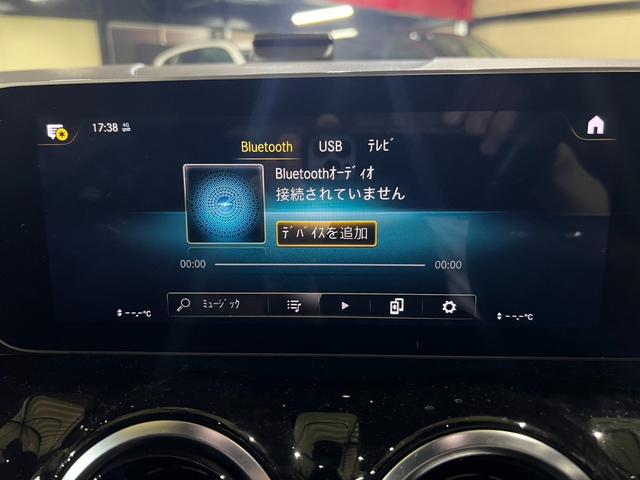 17:38 4G
Bluetooth USB ﾃﾚﾋﾞ
Bluetoothｵｰﾃﾞｨｵ
接続されていません
ﾃﾞﾊﾞｲｽを追加
00:00 00:00
ﾐｭｰｼﾞｯｸ
--.-°C --.-°C